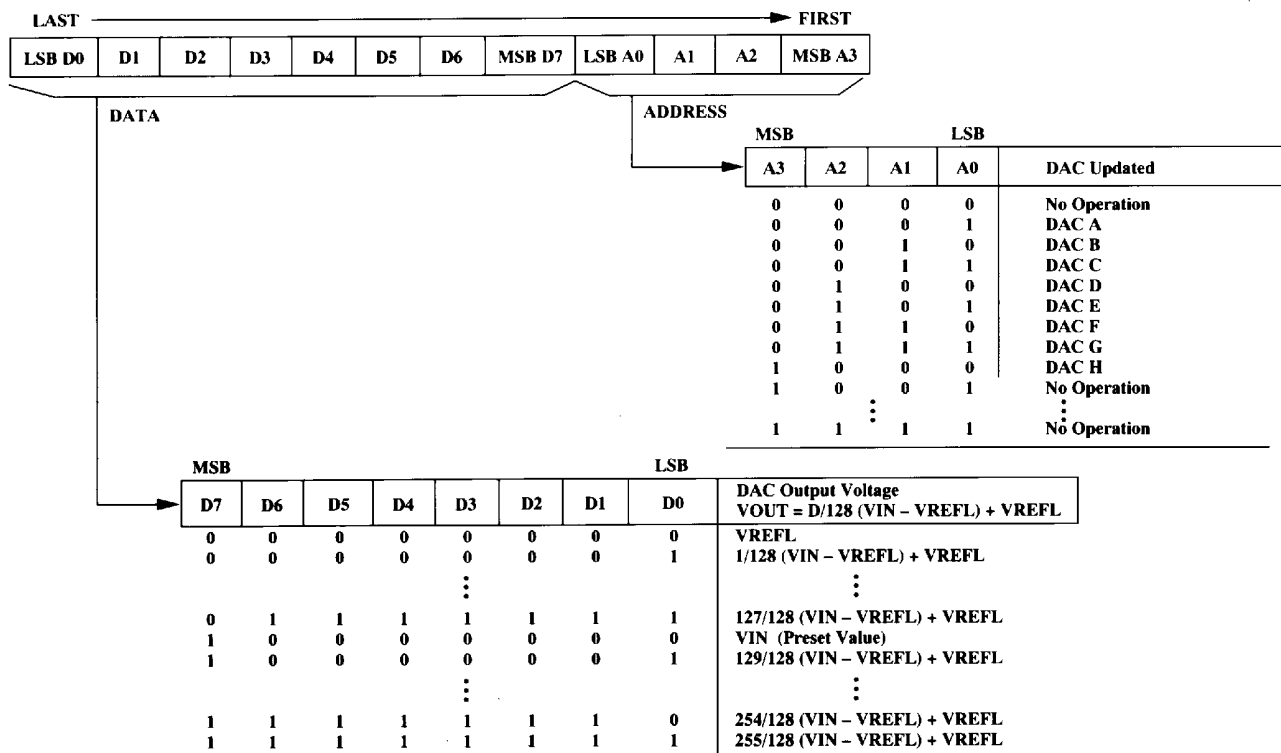 LAST FIRST
LSB D0 D1 D2 D3 D4 D5 D6 MSB D7 LSB A0 A1 A2 MSB A3
DATA ADDRESS
MSB LSB
A3 A2 A1 A0 DAC Updated
0 0 0 0 No Operation
0 0 0 1 DAC A
0 0 1 0 DAC B
0 0 1 1 DAC C
0 1 0 0 DAC D
0 1 0 1 DAC E
0 1 1 0 DAC F
0 1 1 1 DAC G
1 0 0 0 DAC H
1 0 0 1 No Operation
1 1 1 1 No Operation
MSB LSB
D7 D6 D5 D4 D3 D2 D1 D0 DAC Output Voltage
VOUT = D/128 (VIN – VREFL) + VREFL
0 0 0 0 0 0 0 0 VREFL
0 0 0 0 0 0 0 1 1/128 (VIN – VREFL) + VREFL
0 1 1 1 1 1 1 1 127/128 (VIN – VREFL) + VREFL
1 0 0 0 0 0 0 0 VIN (Preset Value)
1 0 0 0 0 0 0 1 129/128 (VIN – VREFL) + VREFL
1 1 1 1 1 1 1 0 254/128 (VIN – VREFL) + VREFL
1 1 1 1 1 1 1 1 255/128 (VIN – VREFL) + VREFL